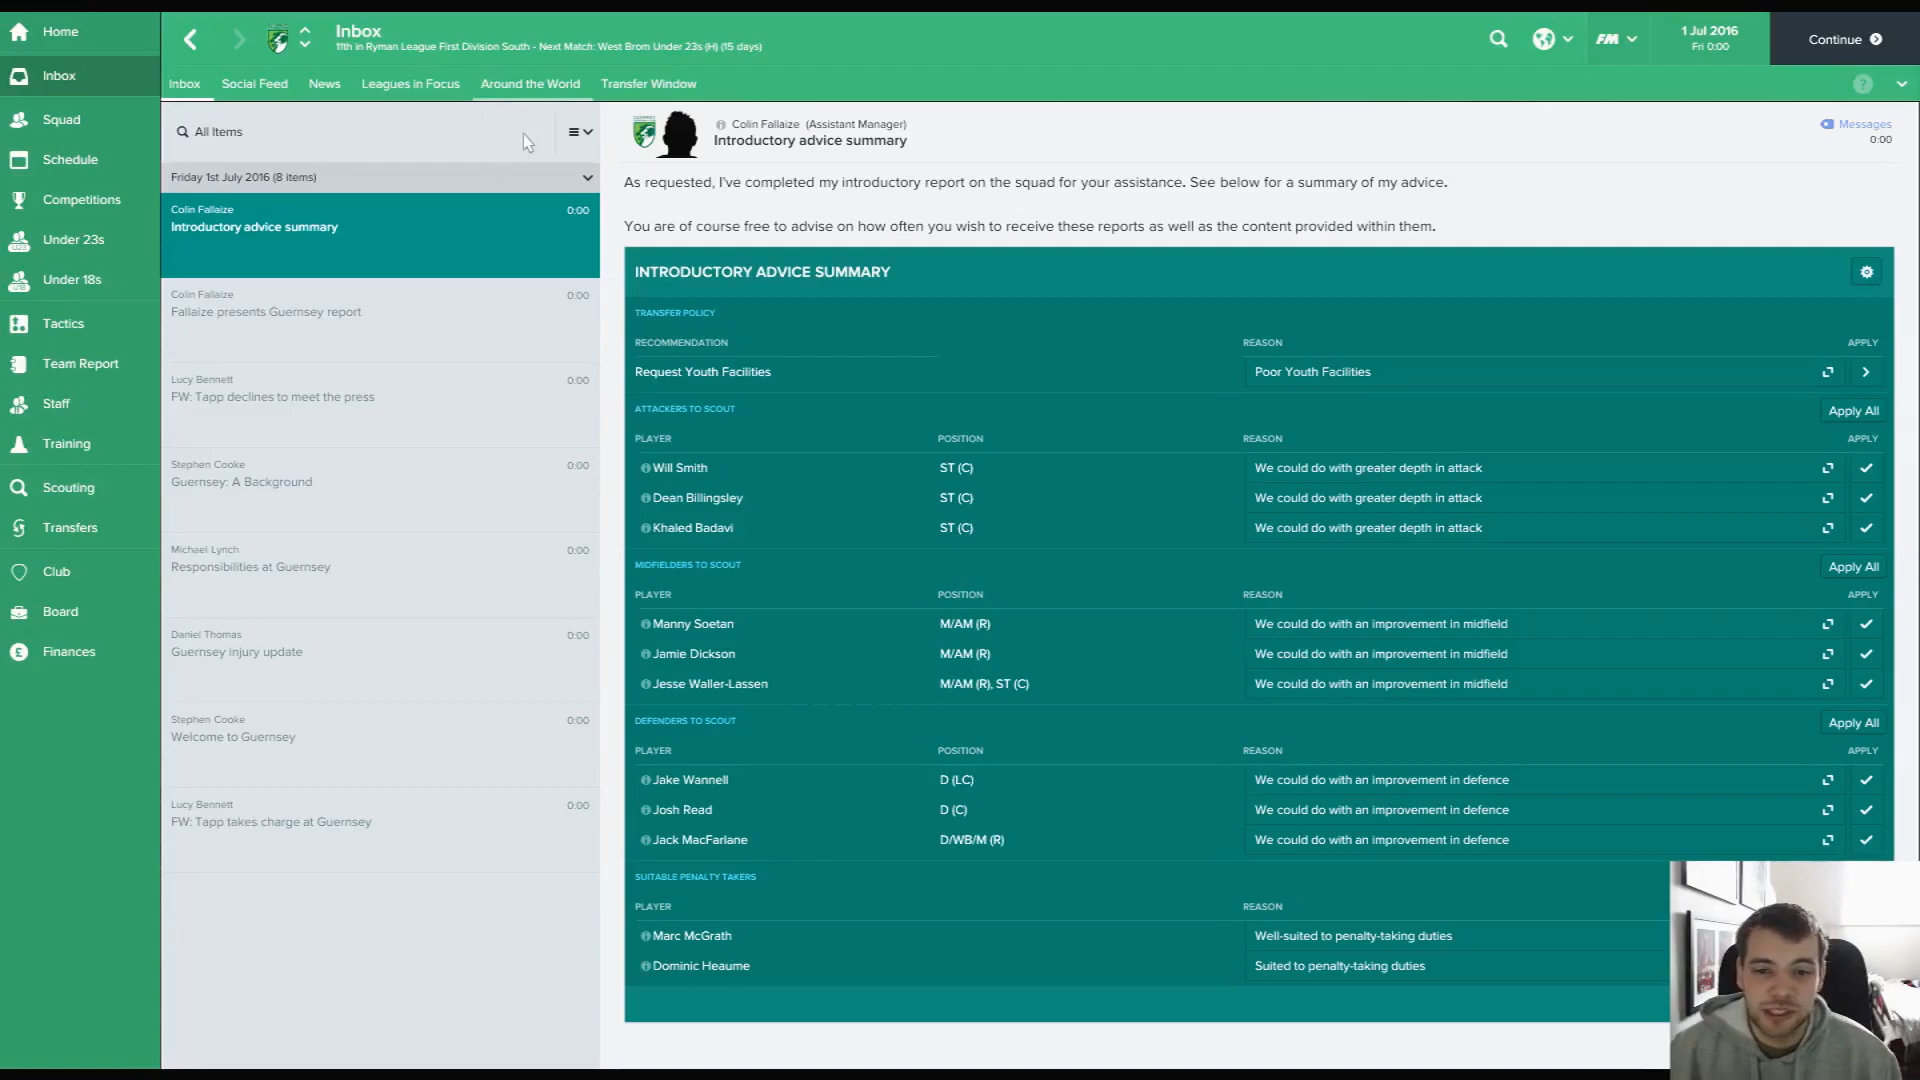 Home
Inbox
Squad
Schedule
Competitions
Under 23s
Under 18s
Tactics
Team Report
Staff
Training
Scouting
Transfers
Club
Board
Finances
Inbox
11th in Ryman League First Division South - Next Match: West Brom Under 23s (H) (15 days)
FM
1 Jul 2016
Fri 0:00
Continue
Inbox
Social Feed
News
Leagues in Focus
Around the World
Transfer Window
?
All Items
Friday 1st July 2016 (8 items)
Colin Fallaize 0:00
Introductory advice summary
Colin Fallaize 0:00
Fallaize presents Guernsey report
Lucy Bennett 0:00
FW: Tapp declines to meet the press
Stephen Cooke 0:00
Guernsey: A Background
Michael Lynch 0:00
Responsibilities at Guernsey
Daniel Thomas 0:00
Guernsey injury update
Stephen Cooke 0:00
Welcome to Guernsey
Lucy Bennett 0:00
FW: Tapp takes charge at Guernsey
Colin Fallaize (Assistant Manager)
Introductory advice summary
Messages
0:00
As requested, I've completed my introductory report on the squad for your assistance. See below for a summary of my advice.
You are of course free to advise on how often you wish to receive these reports as well as the content provided within them.
INTRODUCTORY ADVICE SUMMARY
TRANSFER POLICY
RECOMMENDATION REASON APPLY
Request Youth Facilities Poor Youth Facilities
ATTACKERS TO SCOUT Apply All
PLAYER POSITION REASON APPLY
Will Smith ST (C) We could do with greater depth in attack
Dean Billingsley ST (C) We could do with greater depth in attack
Khaled Badavi ST (C) We could do with greater depth in attack
MIDFIELDERS TO SCOUT Apply All
PLAYER POSITION REASON APPLY
Manny Soetan M/AM (R) We could do with an improvement in midfield
Jamie Dickson M/AM (R) We could do with an improvement in midfield
Jesse Waller-Lassen M/AM (R), ST (C) We could do with an improvement in midfield
DEFENDERS TO SCOUT Apply All
PLAYER POSITION REASON APPLY
Jake Wannell D (LC) We could do with an improvement in defence
Josh Read D (C) We could do with an improvement in defence
Jack MacFarlane D/WB/M (R) We could do with an improvement in defence
SUITABLE PENALTY TAKERS
PLAYER REASON
Marc McGrath Well-suited to penalty-taking duties
Dominic Heaume Suited to penalty-taking duties